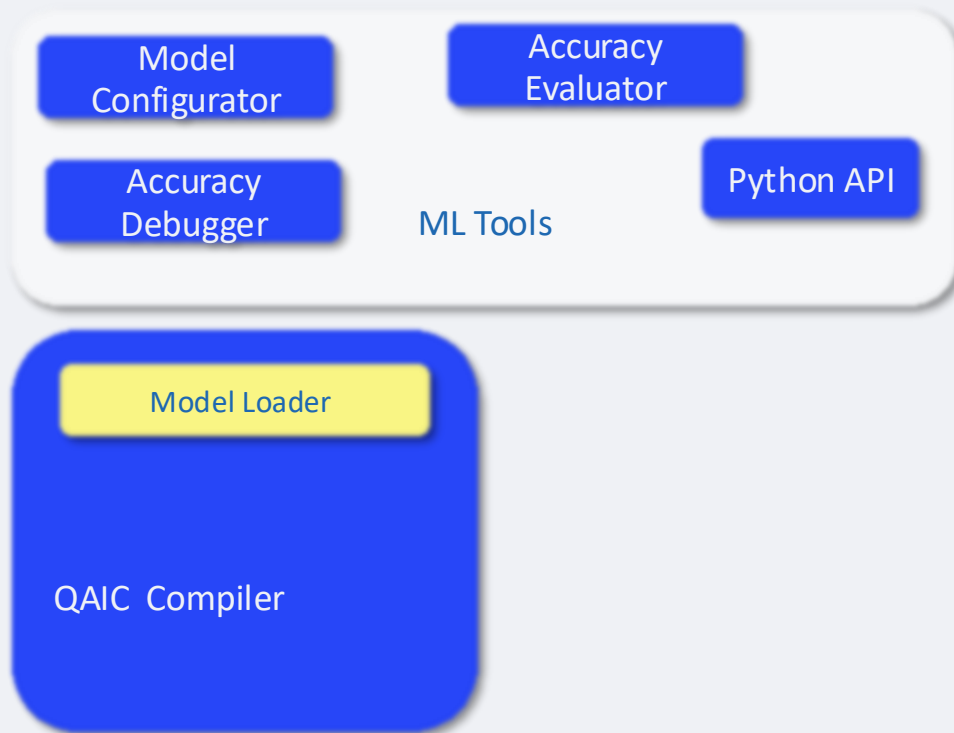 Model
Configurator
Accuracy
Evaluator
Accuracy
Debugger
Python API
ML Tools
Model Loader
QAIC Compiler